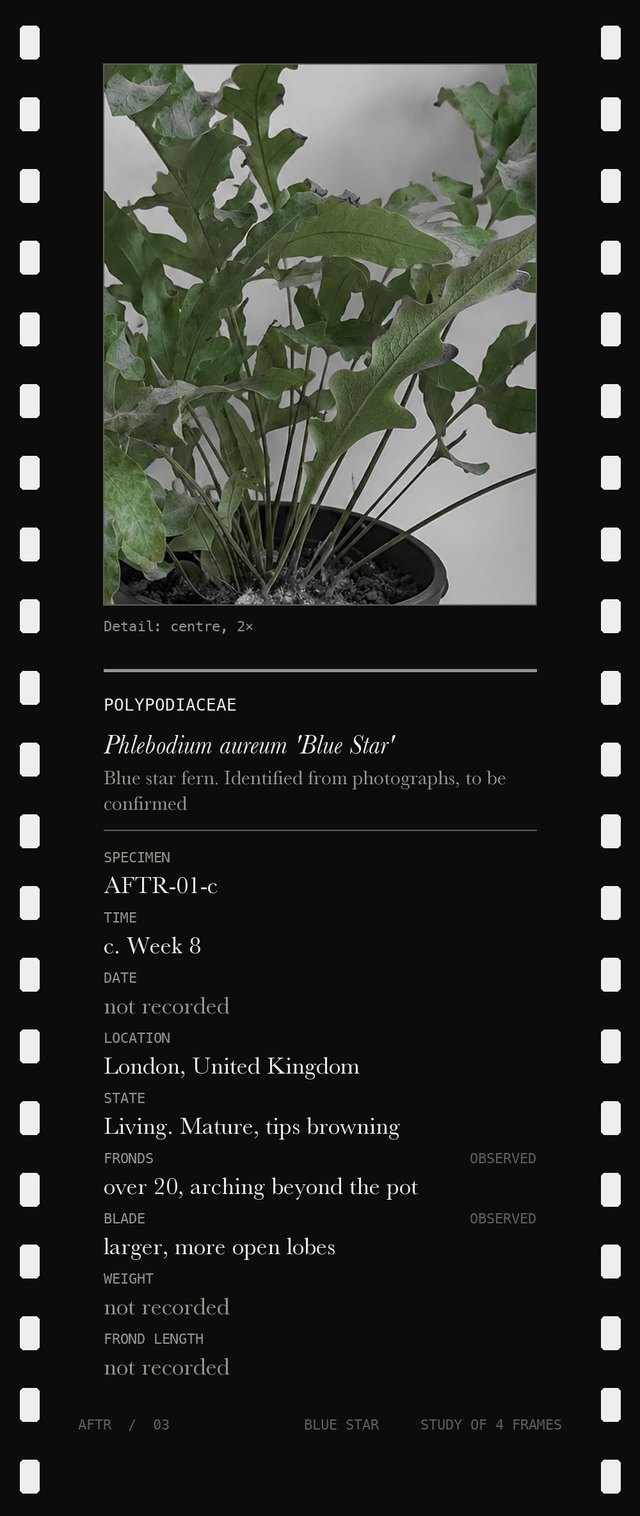 Detail: centre, 2×
POLYPODIACEAE
Phlebodium aureum 'Blue Star'
Blue star fern. Identified from photographs, to be
confirmed
SPECIMEN
AFTR-01-c
TIME
c. Week 8
DATE
not recorded
LOCATION
London, United Kingdom
STATE
Living. Mature, tips browning
FRONDS OBSERVED
over 20, arching beyond the pot
BLADE OBSERVED
larger, more open lobes
WEIGHT
not recorded
FROND LENGTH
not recorded
AFTR / 03 BLUE STAR STUDY OF 4 FRAMES